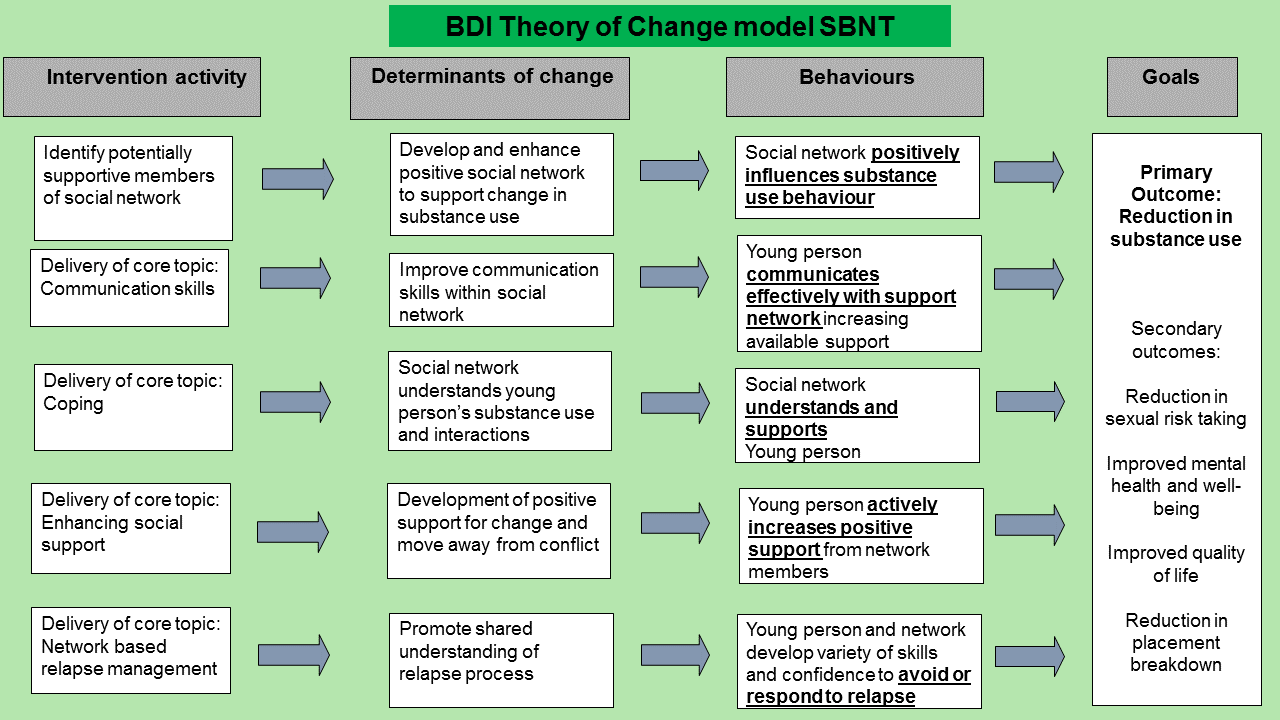 BDI Theory of Change model SBNT
Intervention activity
Determinants of change
Behaviours
Goals
Identify potentially
supportive members
of social network
Develop and enhance
positive social network
to support change in
substance use
Social network positively
influences substance
use behaviour
Delivery of core topic:
Communication skills
Improve communication
skills within social
network
Young person
communicates
effectively with support
network increasing
available support
Delivery of core topic:
Coping
Social network
understands young
person’s substance use
and interactions
Social network
understands and
supports
Young person
Delivery of core topic:
Enhancing social
support
Development of positive
support for change and
move away from conflict
Young person actively
increases positive
support from network
members
Delivery of core topic:
Network based
relapse management
Promote shared
understanding of
relapse process
Young person and network
develop variety of skills
and confidence to avoid or
respond to relapse
Primary
Outcome:
Reduction in
substance use
Secondary
outcomes:
Reduction in
sexual risk taking
Improved mental
health and well-
being
Improved quality
of life
Reduction in
placement
breakdown